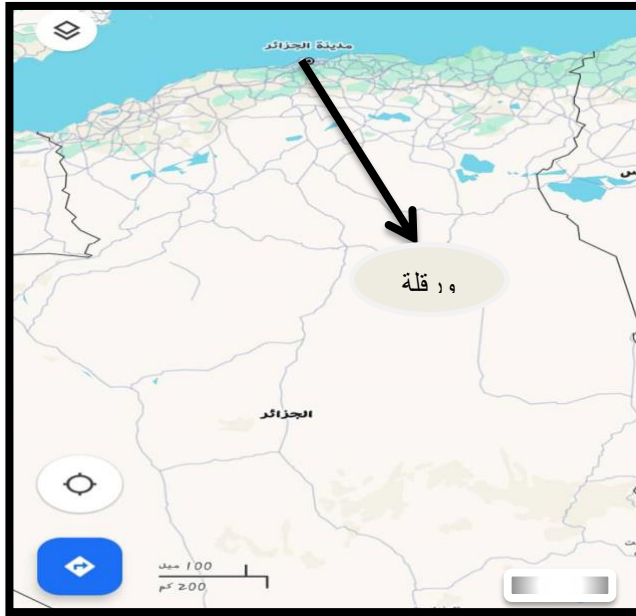 مدينة الجزائر
س
ورقلة
الجزائر
100 ميل
200 كم
ت